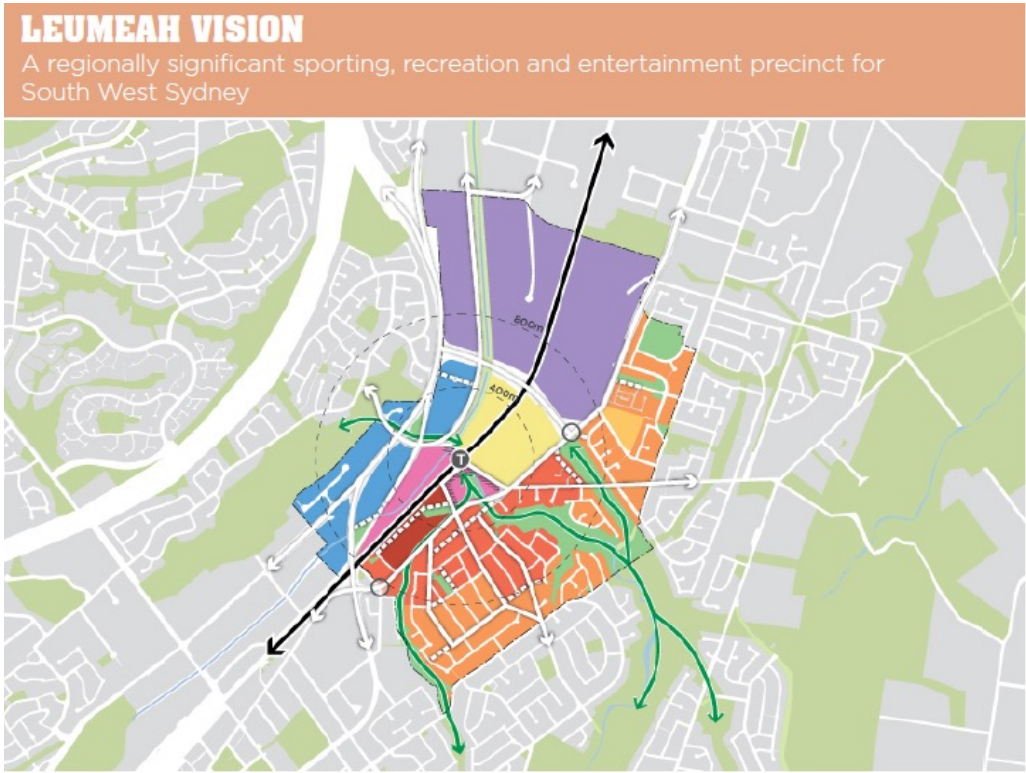 LEUMEAH VISION
A regionally significant sporting, recreation and entertainment precinct for
South West Sydney
800m
400m
T